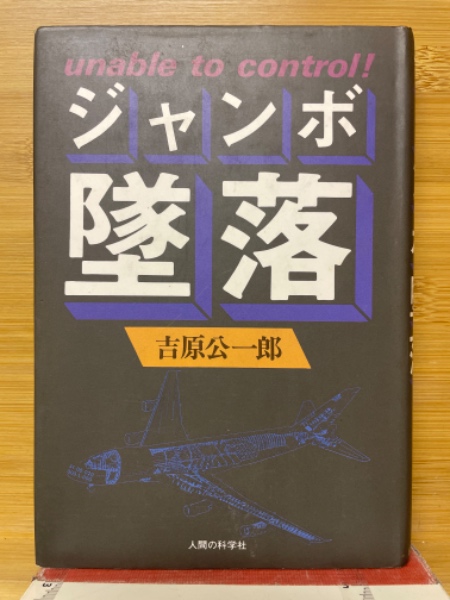 unable to control!
ジャンボ
墜落
吉原公一郎
人間の科学社